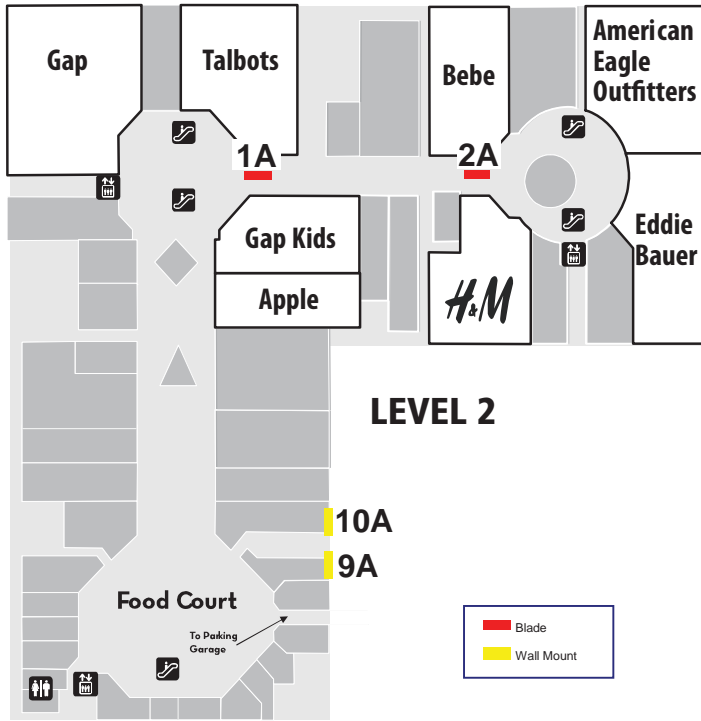 Gap
Talbots
Bebe
American
Eagle
Outfitters
1A
2A
Gap Kids
Apple
H&M
Eddie
Bauer
LEVEL 2
10A
9A
Food Court
To Parking
Garage
Blade
Wall Mount